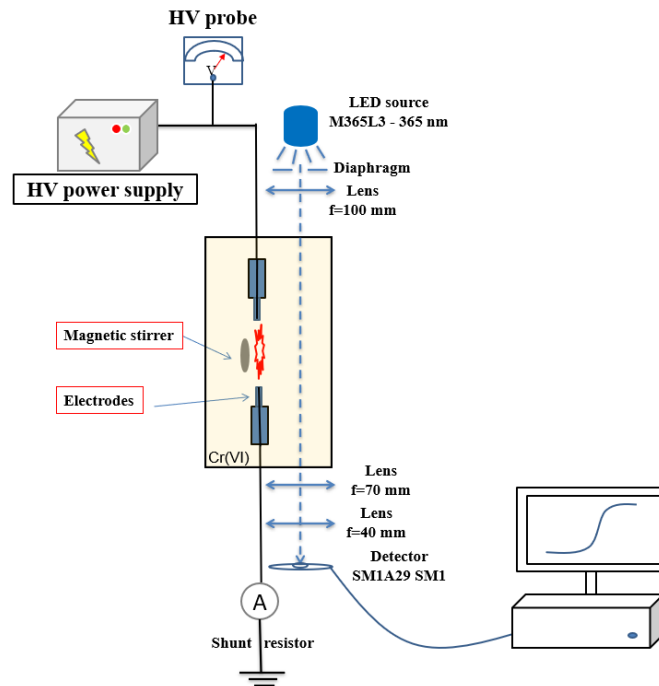 HV probe
V
LED source
M365L3 - 365 nm
Diaphragm
HV power supply
Lens
f=100 mm
Magnetic stirrer
Electrodes
Cr(VI)
Lens
f=70 mm
Lens
f=40 mm
Detector
SM1A29 SM1
A
Shunt resistor